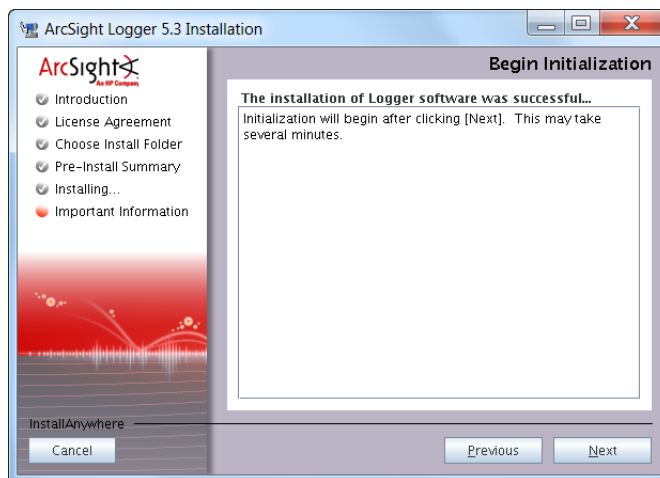 ArcSight Logger 5.3 Installation
ArcSight
An HP Company
Begin Initialization
Introduction
License Agreement
Choose Install Folder
Pre-Install Summary
Installing...
Important Information
The installation of Logger software was successful...
Initialization will begin after clicking [Next].  This may take
several minutes.
InstallAnywhere
Cancel
Previous
Next